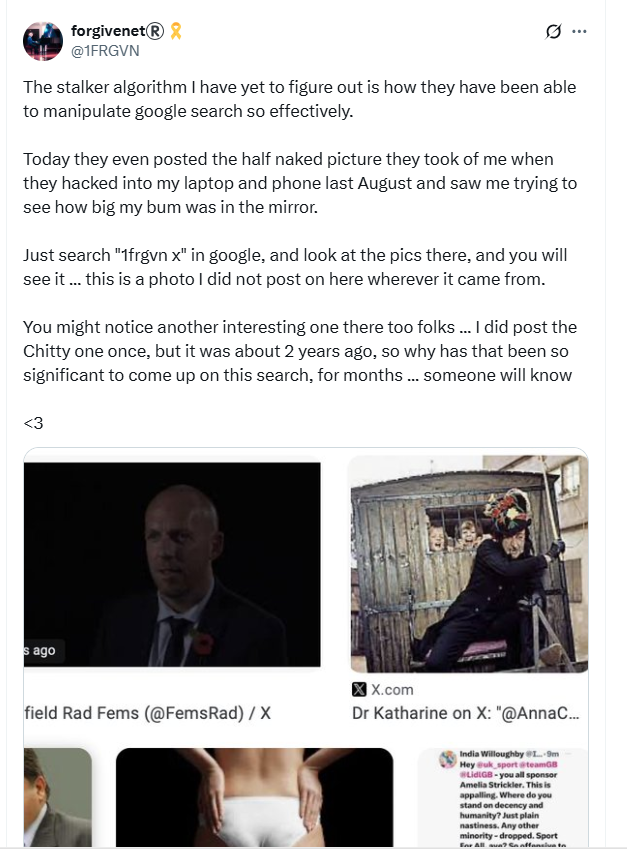 forgivenet® 🎗
@1FRGVN
The stalker algorithm I have yet to figure out is how they have been able
to manipulate google search so effectively.
Today they even posted the half naked picture they took of me when
they hacked into my laptop and phone last August and saw me trying to
see how big my bum was in the mirror.
Just search "1frgvn x" in google, and look at the pics there, and you will
see it ... this is a photo I did not post on here wherever it came from.
You might notice another interesting one there too folks ... I did post the
Chitty one once, but it was about 2 years ago, so why has that been so
significant to come up on this search, for months ... someone will know
<3
s ago
X.com
field Rad Fems (@FemsRad) / X
Dr Katharine on X: "@AnnaC...
India Willoughby @I... ·9m
Hey @uk_sport @teamGB
@LidlGB - you all sponsor
Amelia Strickler. This is
appalling. Where do you
stand on decency and
humanity? Just plain
nastiness. Any other
minority - dropped. Sport
For All, So offensive to